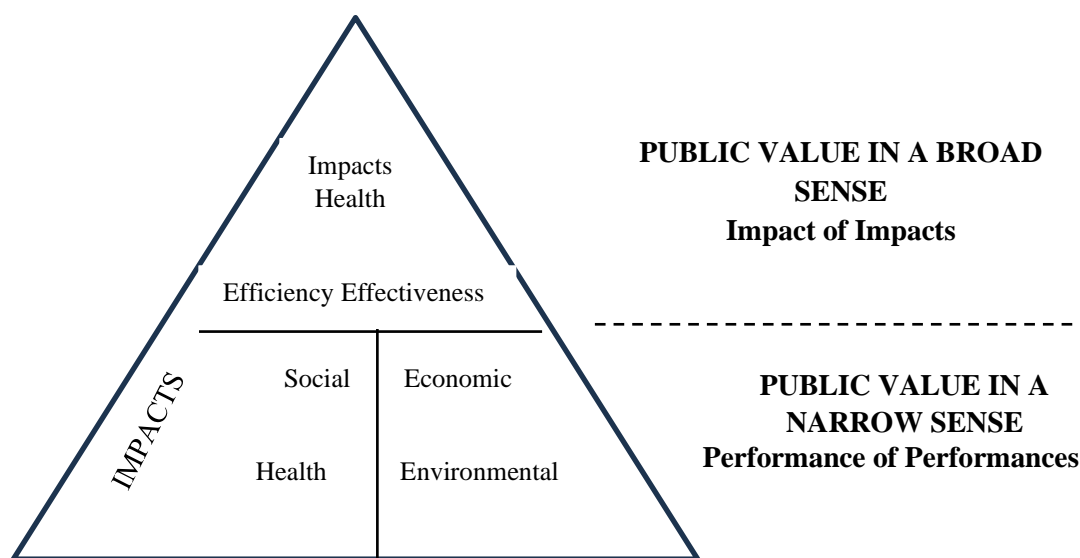 Impacts
Health
Efficiency Effectiveness
PUBLIC VALUE IN A BROAD
SENSE
Impact of Impacts
IMPACTS
Social
Economic
Health
Environmental
PUBLIC VALUE IN A
NARROW SENSE
Performance of Performances